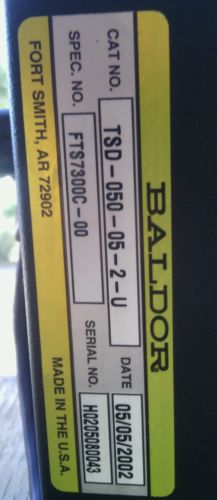 BALDOR
CAT NO. TSD-050-05-2-U DATE 05/05/2002
SPEC. NO. FTS7300C-00 SERIAL NO. H0205080043
FORT SMITH, AR 72902 MADE IN THE U.S.A.